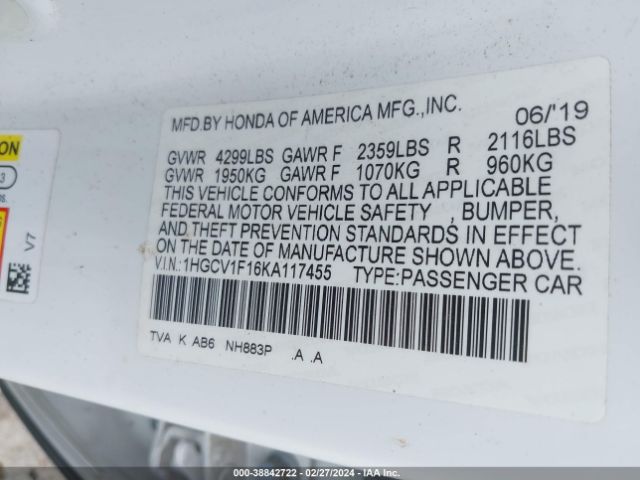 MFD.BY HONDA OF AMERICA MFG.,INC. 06/'19
GVWR 4299LBS GAWR F 2359LBS R 2116LBS
GVWR 1950KG GAWR F 1070KG R 960KG
THIS VEHICLE CONFORMS TO ALL APPLICABLE
FEDERAL MOTOR VEHICLE SAFETY , BUMPER,
AND THEFT PREVENTION STANDARDS IN EFFECT
ON THE DATE OF MANUFACTURE SHOWN ABOVE.
V.I.N.:1HGCV1F16KA117455 TYPE:PASSENGER CAR
TVA K AB6 NH883P .A .A
V7
000-38842722 - 02/27/2024 - IAA Inc.